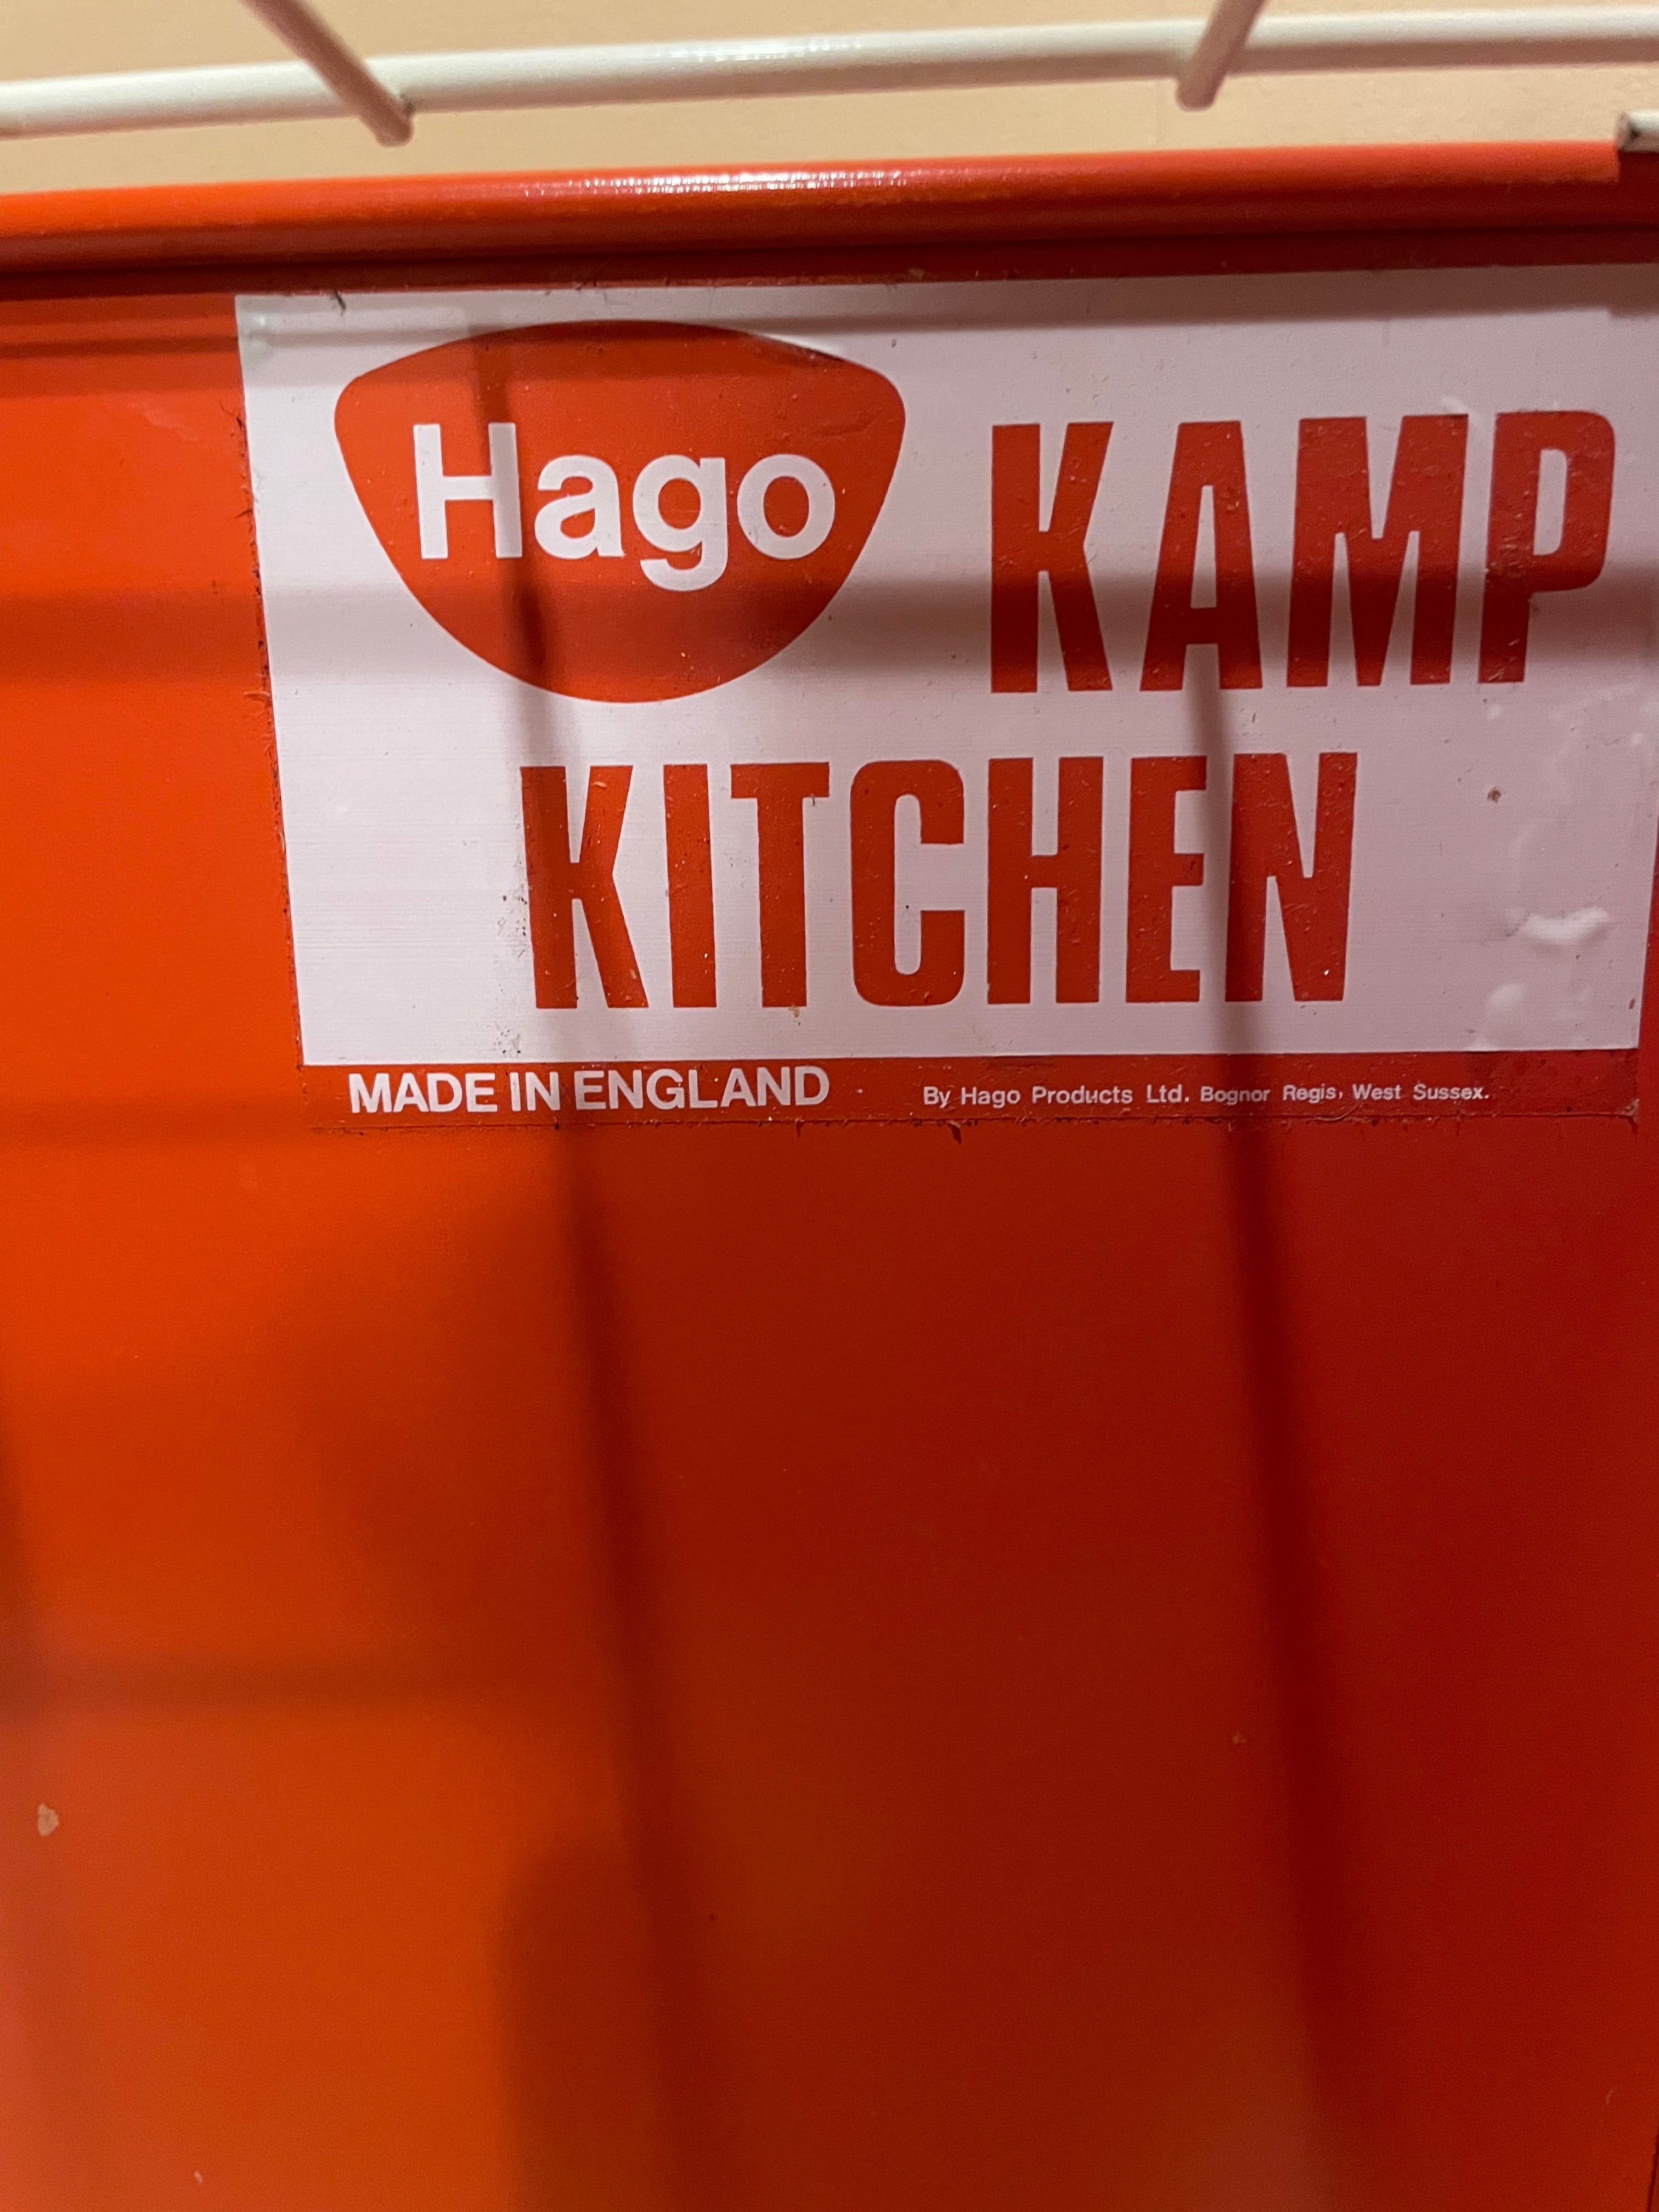 Hago KAMP
KITCHEN
MADE IN ENGLAND By Hago Products Ltd. Bognor Regis, West Sussex.